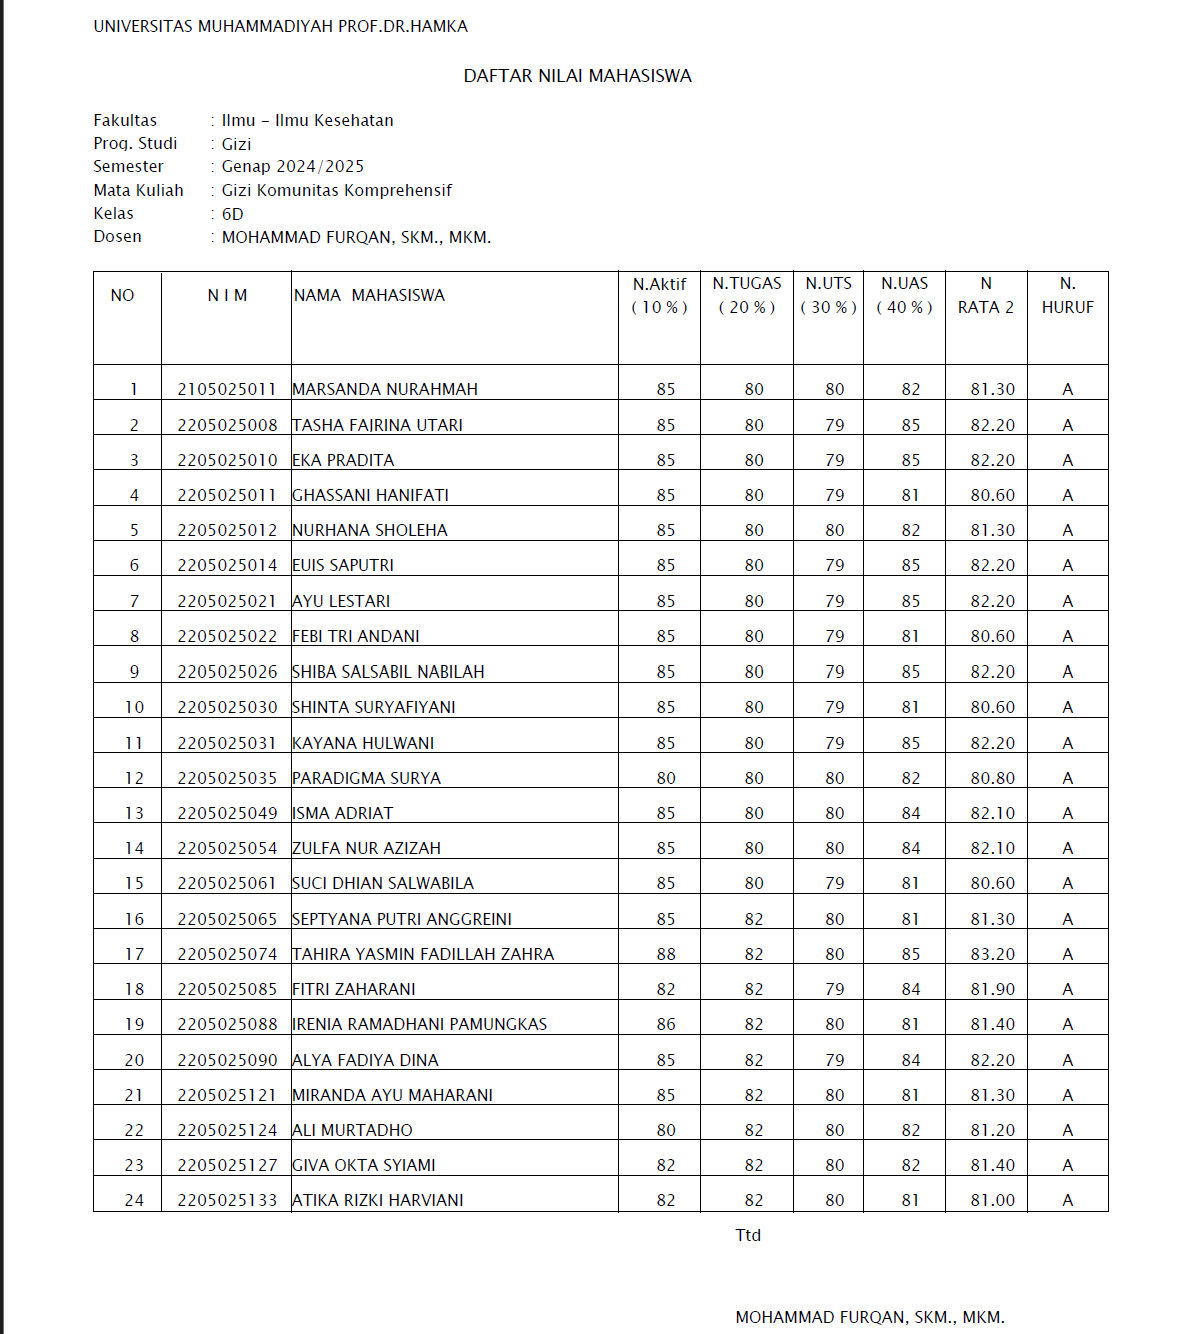 UNIVERSITAS MUHAMMADIYAH PROF.DR.HAMKA
DAFTAR NILAI MAHASISWA
Fakultas : Ilmu - Ilmu Kesehatan
Prog. Studi : Gizi
Semester : Genap 2024/2025
Mata Kuliah : Gizi Komunitas Komprehensif
Kelas : 6D
Dosen : MOHAMMAD FURQAN, SKM., MKM.
NO N I M NAMA MAHASISWA N.Aktif ( 10 % ) N.TUGAS ( 20 % ) N.UTS ( 30 % ) N.UAS ( 40 % ) N RATA 2 N. HURUF
1 2105025011 MARSANDA NURAHMAH 85 80 80 82 81.30 A
2 2205025008 TASHA FAIRINA UTARI 85 80 79 85 82.20 A
3 2205025010 EKA PRADITA 85 80 79 85 82.20 A
4 2205025011 GHASSANI HANIFATI 85 80 79 81 80.60 A
5 2205025012 NURHANA SHOLEHA 85 80 80 82 81.30 A
6 2205025014 EUIS SAPUTRI 85 80 79 85 82.20 A
7 2205025021 AYU LESTARI 85 80 79 85 82.20 A
8 2205025022 FEBI TRI ANDANI 85 80 79 81 80.60 A
9 2205025026 SHIBA SALSABIL NABILAH 85 80 79 85 82.20 A
10 2205025030 SHINTA SURYAFIYANI 85 80 79 81 80.60 A
11 2205025031 KAYANA HULWANI 85 80 79 85 82.20 A
12 2205025035 PARADIGMA SURYA 80 80 80 82 80.80 A
13 2205025049 ISMA ADRIAT 85 80 80 84 82.10 A
14 2205025054 ZULFA NUR AZIZAH 85 80 80 84 82.10 A
15 2205025061 SUCI DHIAN SALWABILA 85 80 79 81 80.60 A
16 2205025065 SEPTYANA PUTRI ANGGREINI 85 82 80 81 81.30 A
17 2205025074 TAHIRA YASMIN FADILLAH ZAHRA 88 82 80 85 83.20 A
18 2205025085 FITRI ZAHARANI 82 82 79 84 81.90 A
19 2205025088 IRENIA RAMADHANI PAMUNGKAS 86 82 80 81 81.40 A
20 2205025090 ALYA FADIYA DINA 85 82 79 84 82.20 A
21 2205025121 MIRANDA AYU MAHARANI 85 82 80 81 81.30 A
22 2205025124 ALI MURTADHO 80 82 80 82 81.20 A
23 2205025127 GIVA OKTA SYIAMI 82 82 80 82 81.40 A
24 2205025133 ATIKA RIZKI HARVIANI 82 82 80 81 81.00 A
Ttd
MOHAMMAD FURQAN, SKM., MKM.